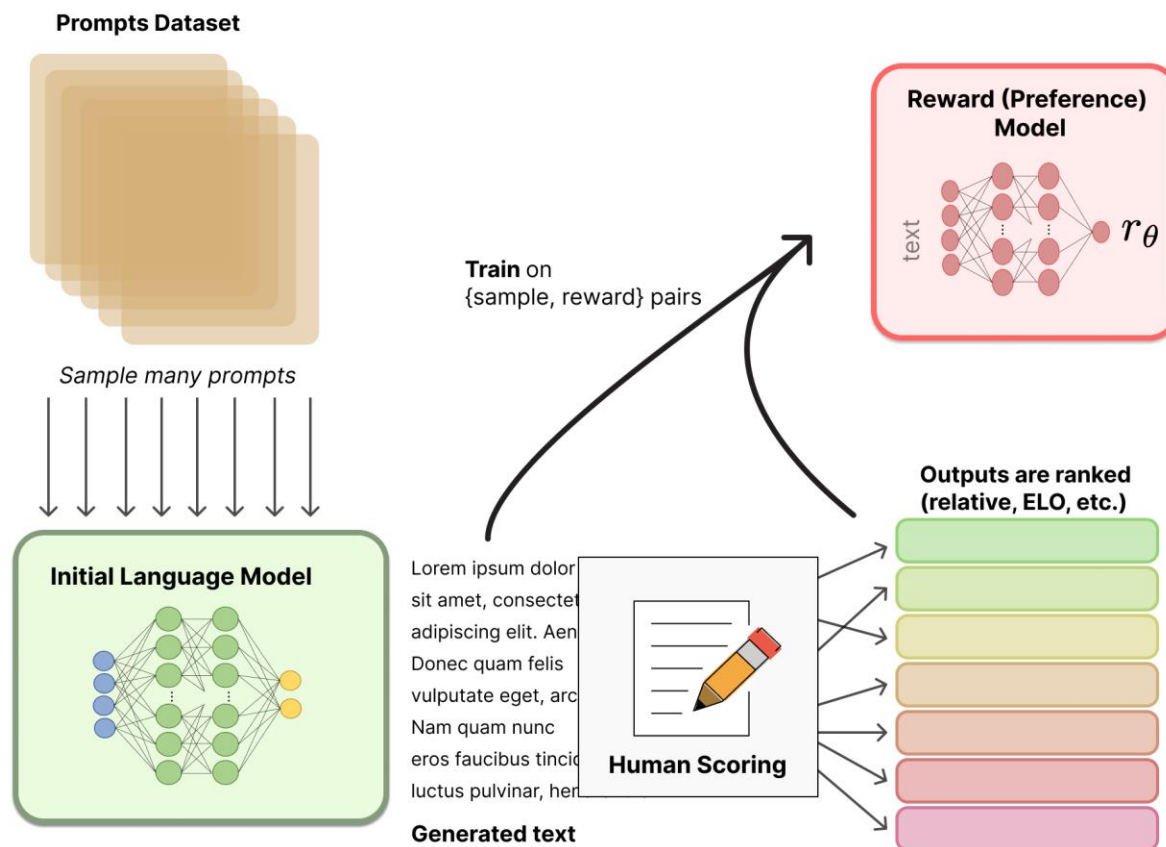 Prompts Dataset
Sample many prompts
Initial Language Model
Train on
{sample, reward} pairs
Reward (Preference)
Model
text
r_θ
Lorem ipsum dolor
sit amet, consectet
adipiscing elit. Aen
Donec quam felis
vulputate eget, arc
Nam quam nunc
eros faucibus tincid
luctus pulvinar, her
Generated text
Human Scoring
Outputs are ranked
(relative, ELO, etc.)